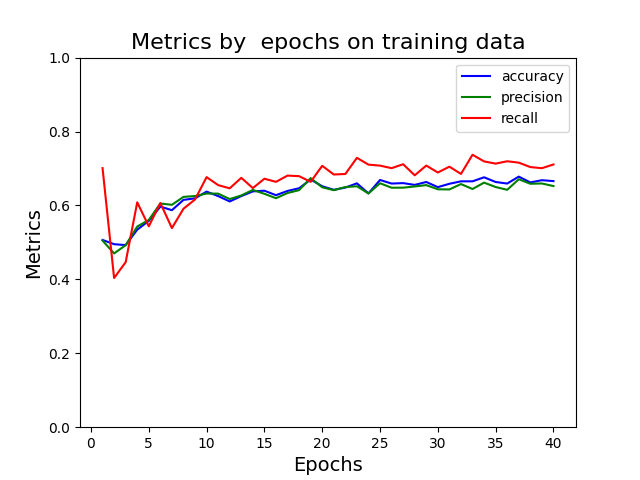 Metrics by  epochs on training data
1.0
0.8
0.6
0.4
0.2
0.0
Metrics
accuracy
precision
recall
0 5 10 15 20 25 30 35 40
Epochs